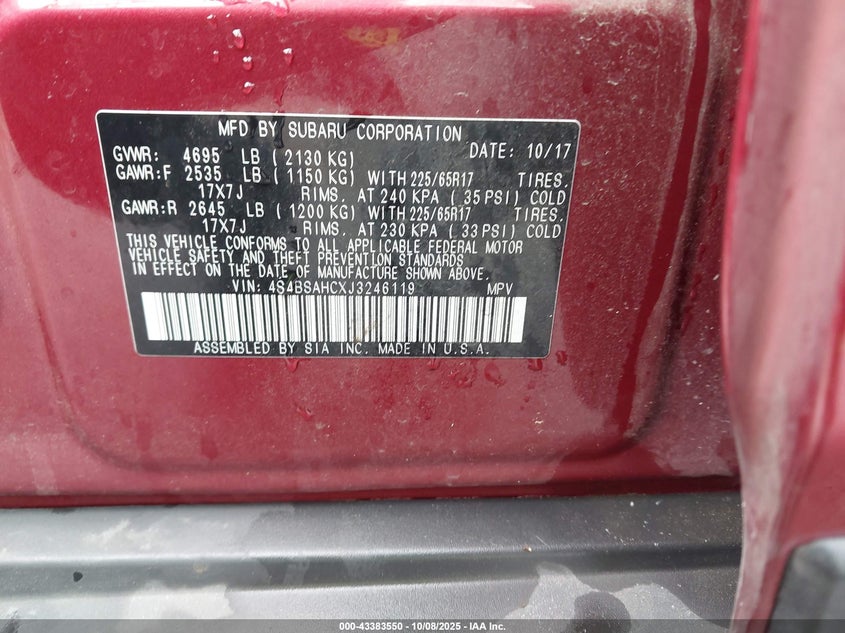 MFD BY SUBARU CORPORATION
GVWR: 4695 LB (2130 KG) DATE: 10/17
GAWR:F 2535 LB (1150 KG) WITH 225/65R17 TIRES.
17X7J RIMS. AT 240 KPA (35 PSI) COLD
GAWR:R 2645 LB (1200 KG) WITH 225/65R17 TIRES.
17X7J RIMS. AT 230 KPA (33 PSI) COLD
THIS VEHICLE CONFORMS TO ALL APPLICABLE FEDERAL MOTOR
VEHICLE SAFETY AND THEFT PREVENTION STANDARDS
IN EFFECT ON THE DATE OF MANUFACTURE SHOWN ABOVE.
VIN: 4S4BSAHCXJ3246119 MPV
ASSEMBLED BY SIA INC. MADE IN U.S.A.
000-43383550 - 10/08/2025 - IAA Inc.